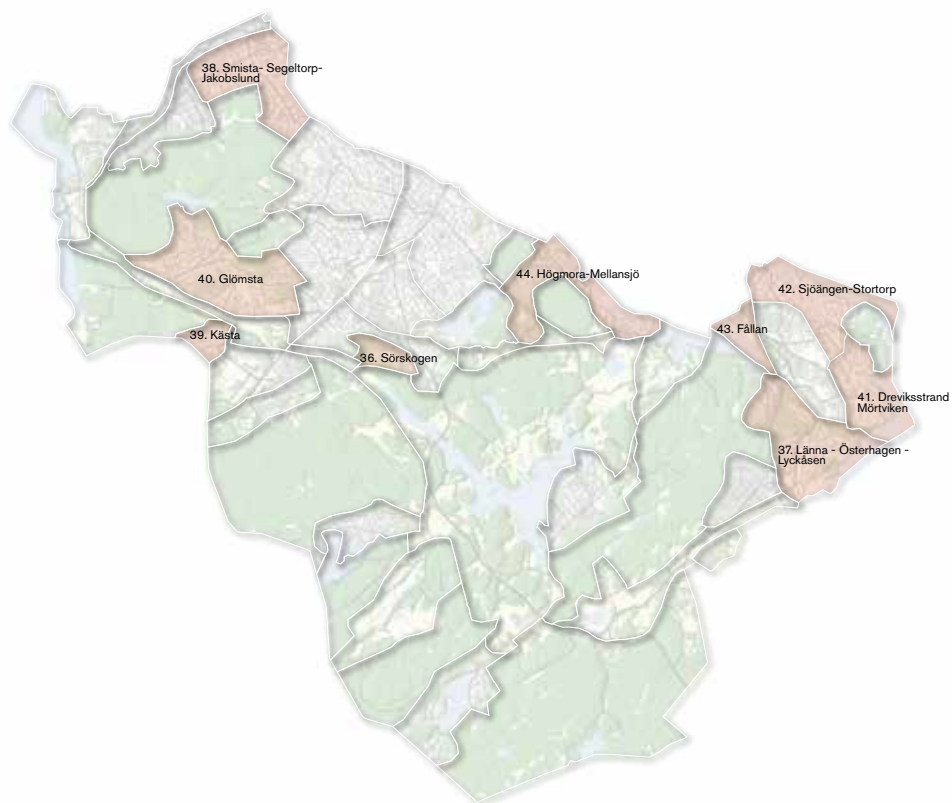 38. Smista- Segeltorp-
Jakobslund
44. Högmora-Mellansjö
40. Glömsta
42. Sjöängen-Stortorp
43. Fållan
39. Kästa
36. Sörskogen
41. Dreviksstrand
Mörtviken
37. Länna - Österhagen -
Lyckåsen